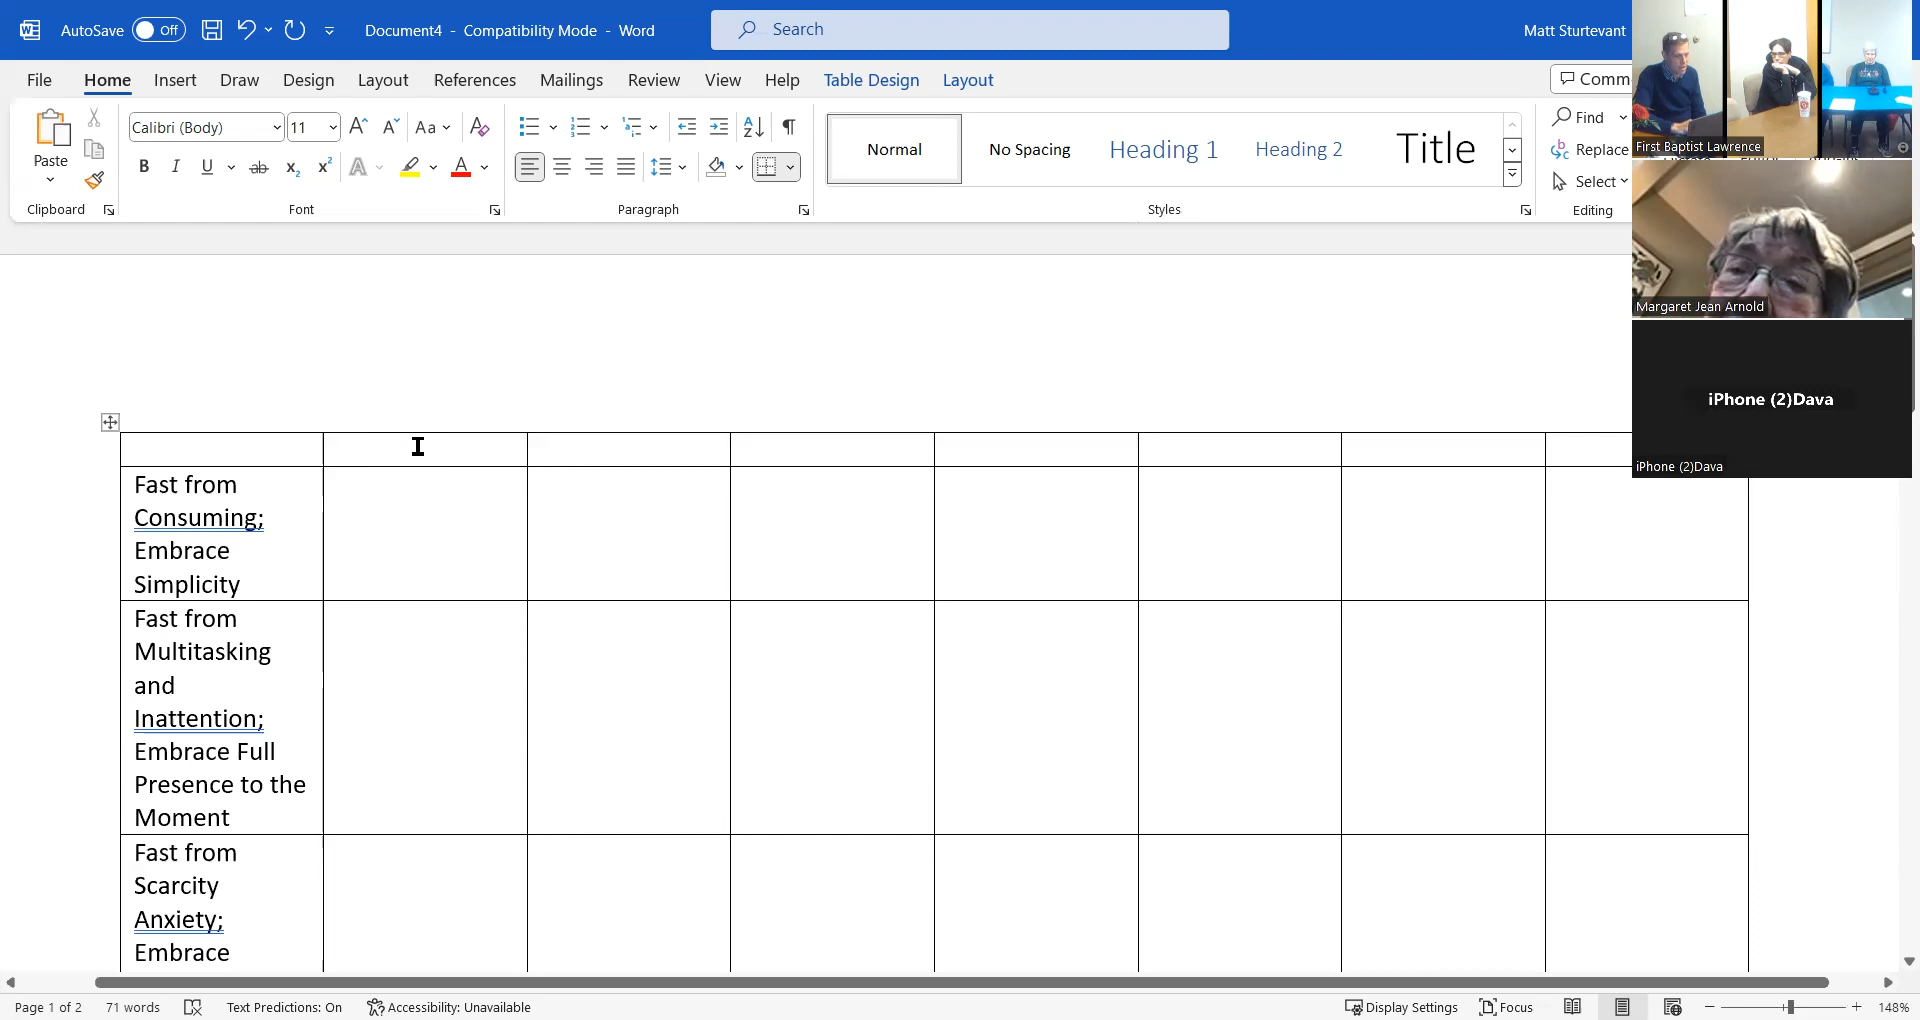 AutoSave Off Document4 - Compatibility Mode - Word Search Matt Sturtevant
File Home Insert Draw Design Layout References Mailings Review View Help Table Design Layout Comm
Paste Calibri (Body) 11 Aa Normal No Spacing Heading 1 Heading 2 Title Find Replace Select
Clipboard Font Paragraph Styles Editing
First Baptist Lawrence
Margaret Jean Arnold
iPhone (2)Dava
iPhone (2)Dava
Fast from
Consuming;
Embrace
Simplicity
Fast from
Multitasking
and
Inattention;
Embrace Full
Presence to the
Moment
Fast from
Scarcity
Anxiety;
Embrace
Page 1 of 2 71 words Text Predictions: On Accessibility: Unavailable Display Settings Focus 148%